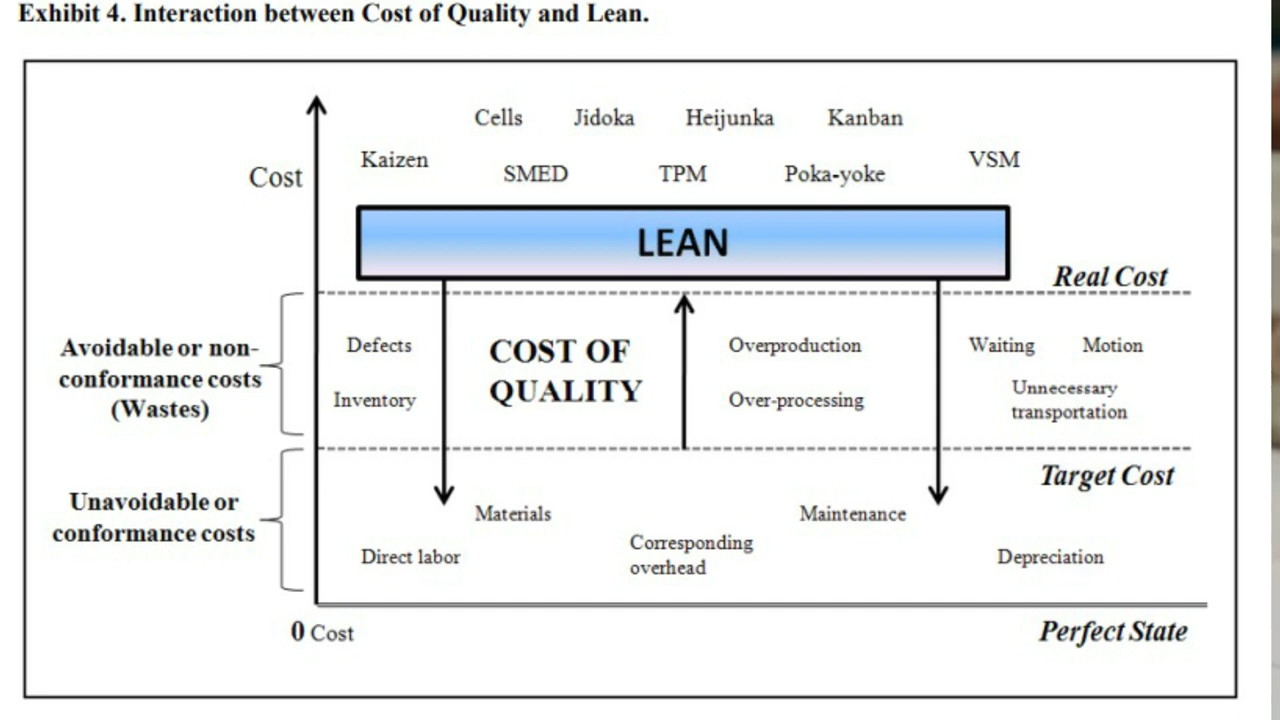 Exhibit 4. Interaction between Cost of Quality and Lean.
Cells Jidoka Heijunka Kanban
Kaizen SMED TPM Poka-yoke VSM
Cost
LEAN
Real Cost
Avoidable or non-
conformance costs
(Wastes)
Defects
Inventory
COST OF
QUALITY
Overproduction
Over-processing
Waiting Motion
Unnecessary
transportation
Target Cost
Unavoidable or
conformance costs
Materials
Maintenance
Direct labor
Corresponding
overhead
Depreciation
0 Cost
Perfect State